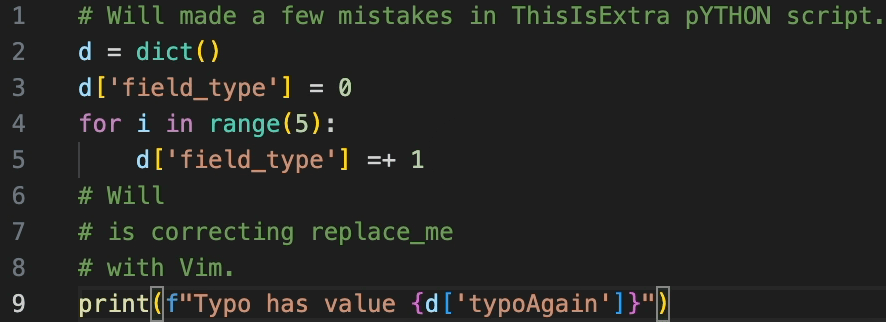 1 # Will made a few mistakes in ThisIsExtra pYTHON script.
2 d = dict()
3 d['field_type'] = 0
4 for i in range(5):
5     d['field_type'] =+ 1
6 # Will
7 # is correcting replace_me
8 # with Vim.
9 print(f"Typo has value {d['typoAgain']}")